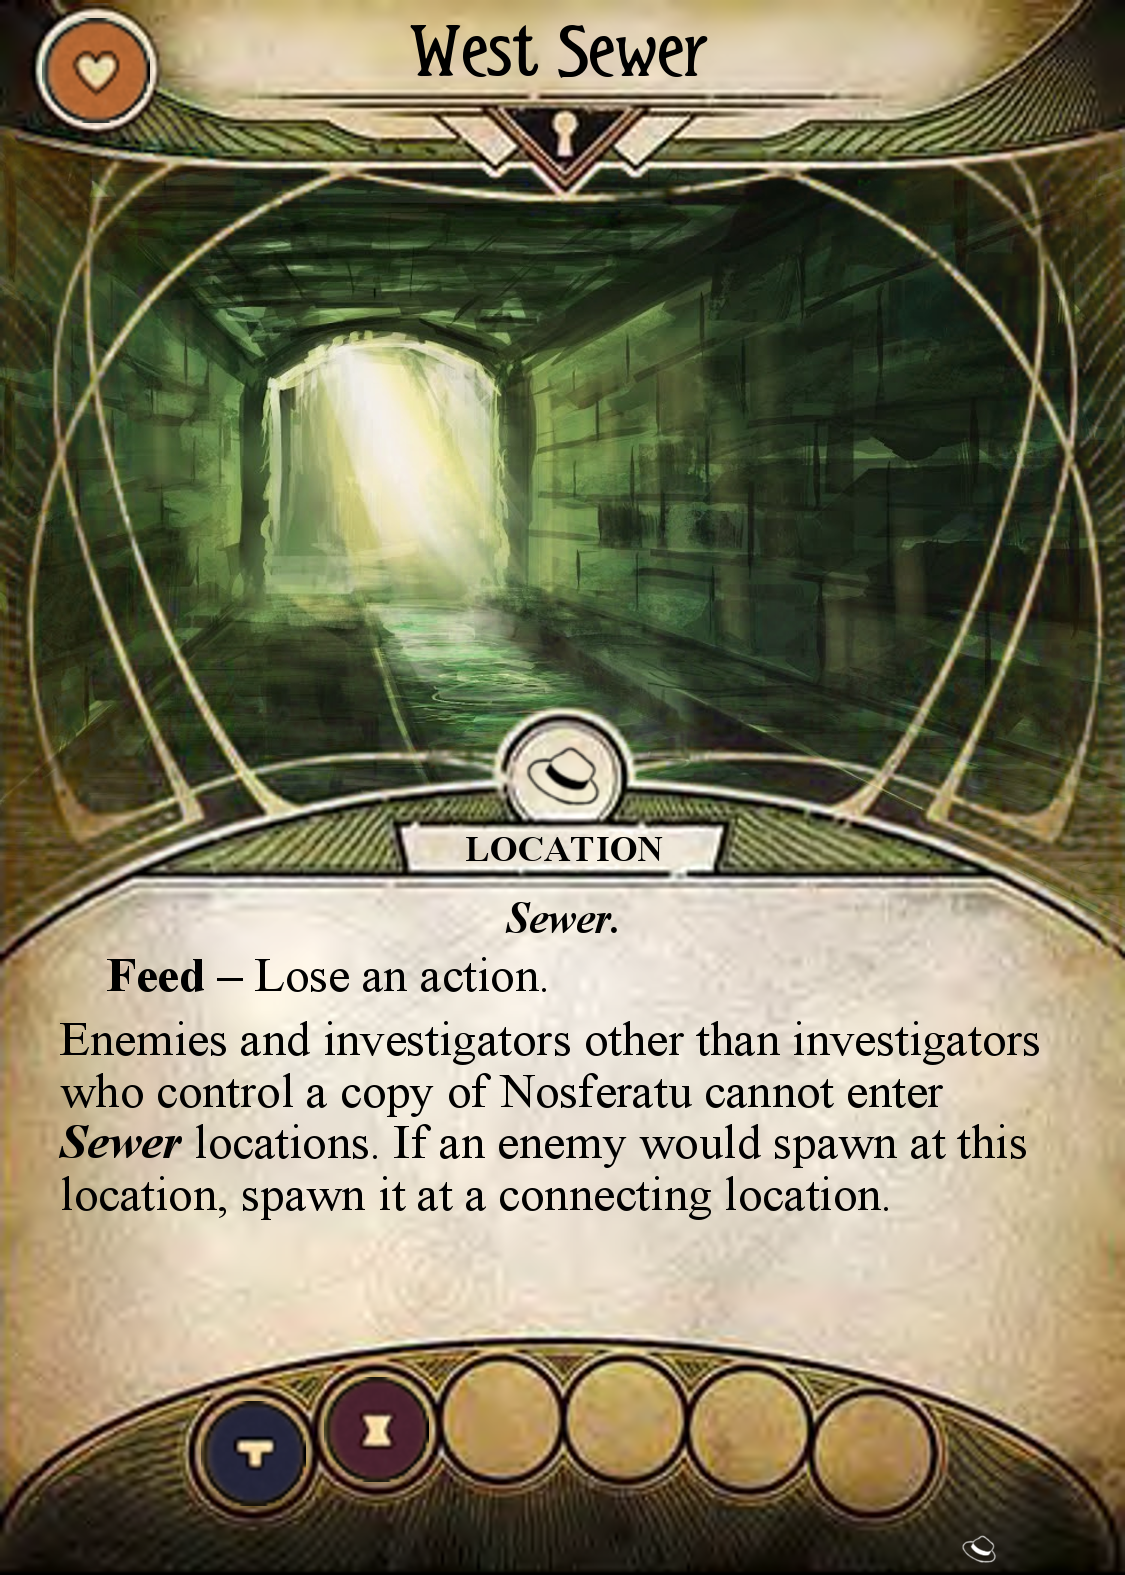 West Sewer
LOCATION
Sewer.
Feed – Lose an action.
Enemies and investigators other than investigators
who control a copy of Nosferatu cannot enter
Sewer locations. If an enemy would spawn at this
location, spawn it at a connecting location.